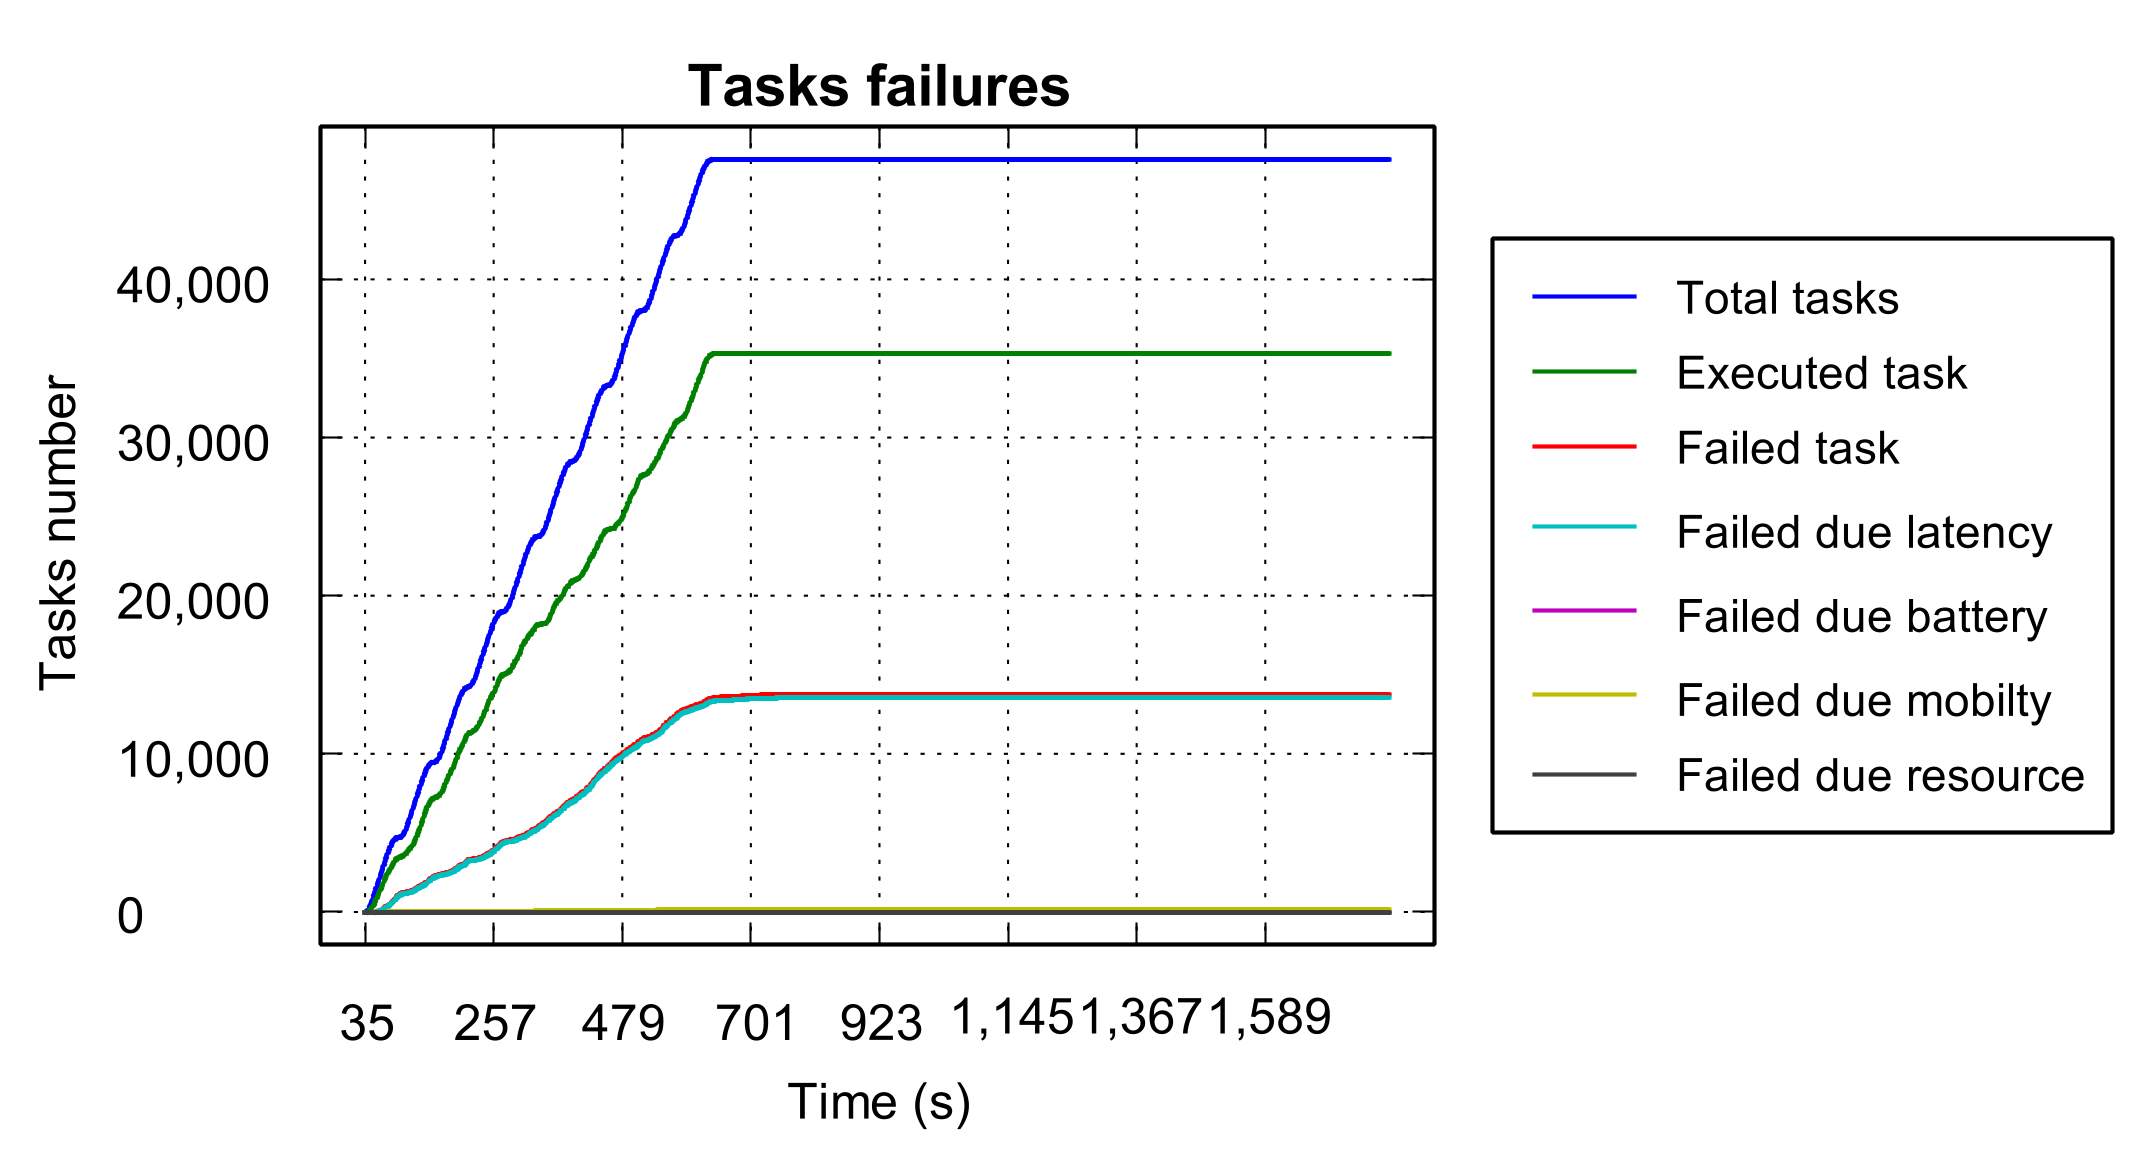 Tasks failures
Tasks number
40,000
30,000
20,000
10,000
0
35 257 479 701 923 1,145 1,367 1,589
Time (s)
Total tasks
Executed task
Failed task
Failed due latency
Failed due battery
Failed due mobilty
Failed due resource